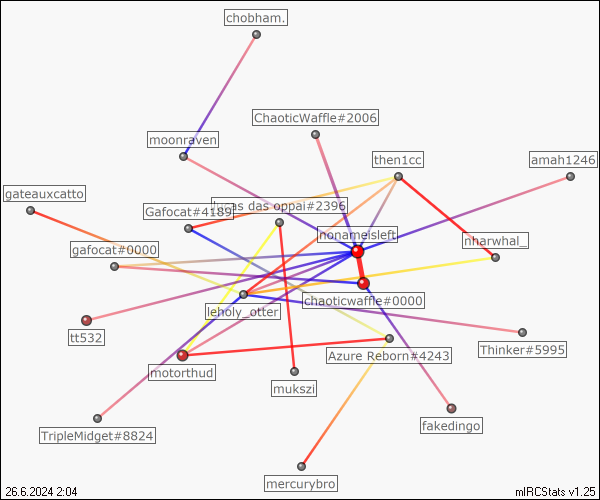 chobham.
ChaoticWaffle#2006
moonraven
then1cc
amah1246
gateauxcatto
das oppai#2396
Gafocat#4189
nonameisleft
gafocat#0000
nharwhal_
chaoticwaffle#0000
leholy_otter
tt532
Thinker#5995
Azure Reborn#4243
motorthud
mukszi
fakedingo
TripleMidget#8824
mercurybro
26.6.2024 2:04
mIRCStats v1.25